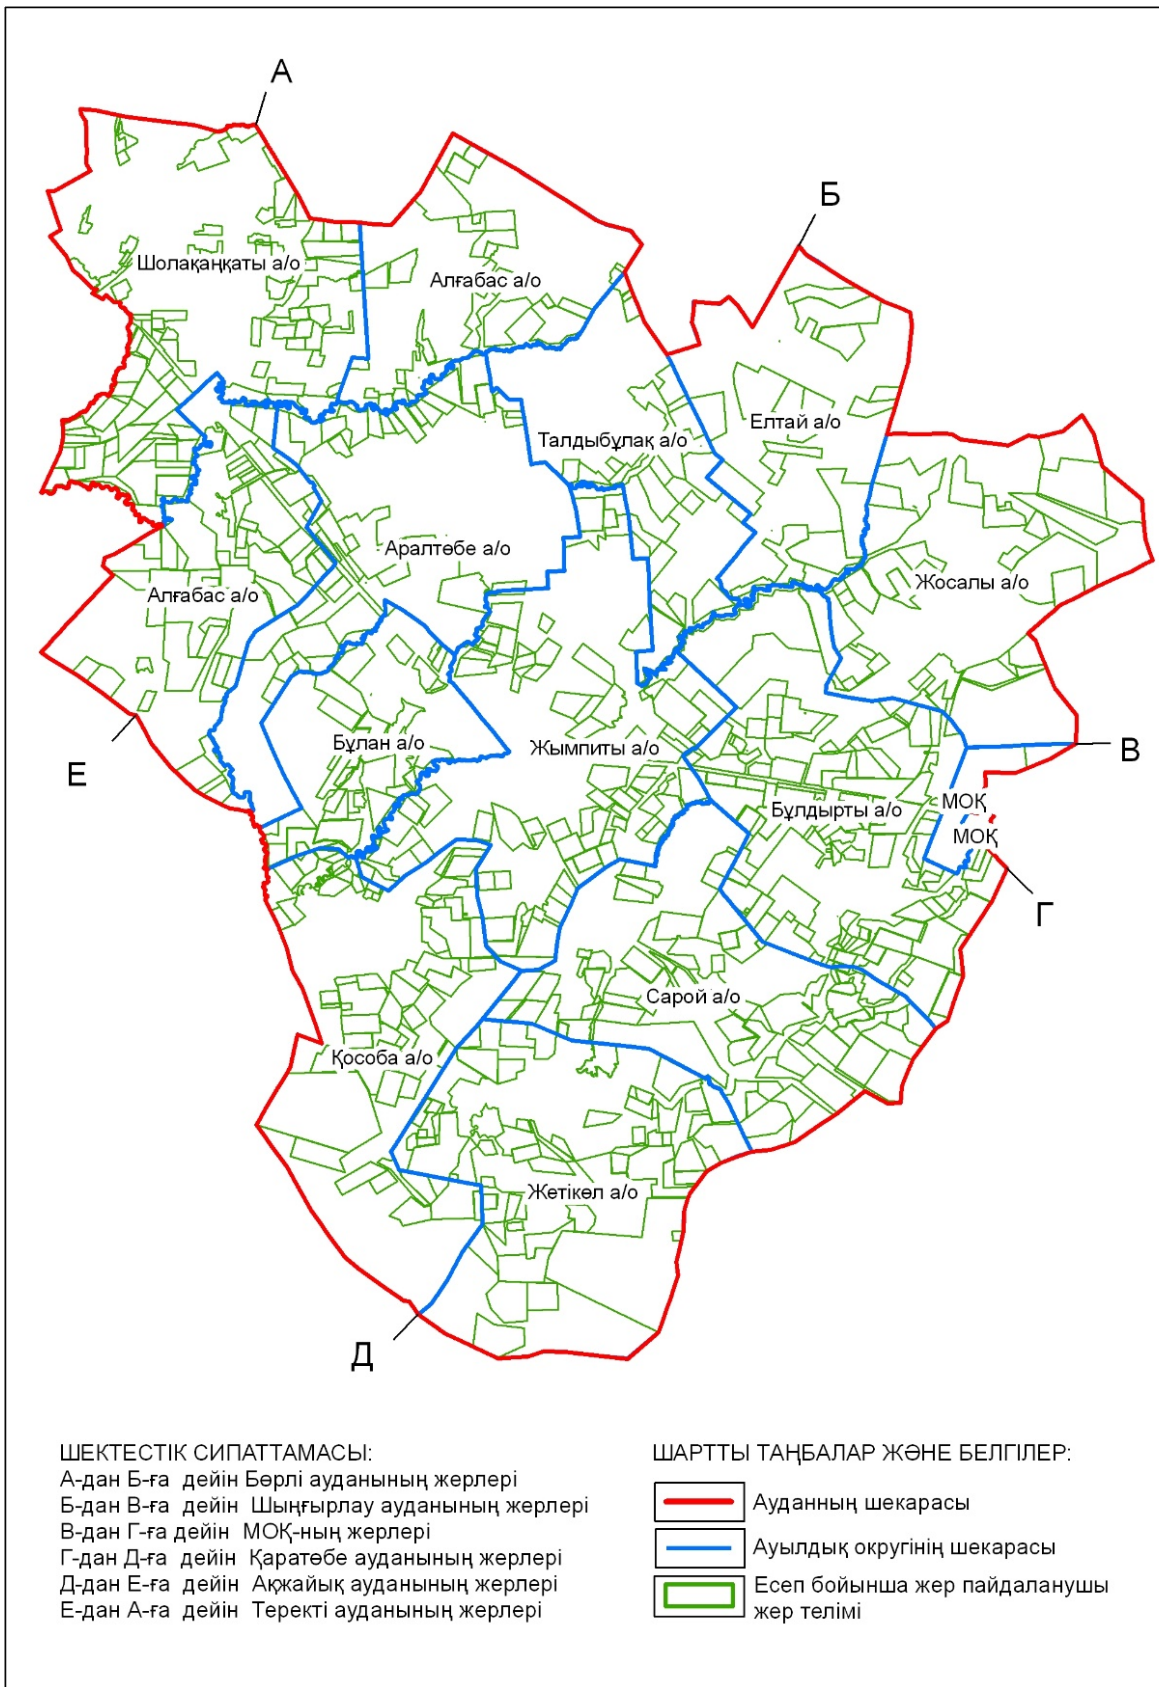 А
Б
Шолақаңқаты а/о
Алғабас а/о
Елтай а/о
Талдыбұлақ а/о
Аралтөбе а/о
Жосалы а/о
Алғабас а/о
Бұлан а/о
Жымпиты а/о
В
Е
МОҚ
Бұлдырты а/о
МОҚ
Г
Сарой а/о
Қособа а/о
Жетікөл а/о
Д
ШЕКТЕСТІК СИПАТТАМАСЫ:
А-дан Б-ға дейін Бөрлі ауданының жерлері
Б-дан В-ға дейін Шыңғырлау ауданының жерлері
В-дан Г-ға дейін МОҚ-ның жерлері
Г-дан Д-ға дейін Қаратөбе ауданының жерлері
Д-дан Е-ға дейін Ақжайық ауданының жерлері
Е-дан А-ға дейін Теректі ауданының жерлері
ШАРТТЫ ТАҢБАЛАР ЖӘНЕ БЕЛГІЛЕР:
Ауданның шекарасы
Ауылдық округінің шекарасы
Есеп бойынша жер пайдаланушы
жер телімі